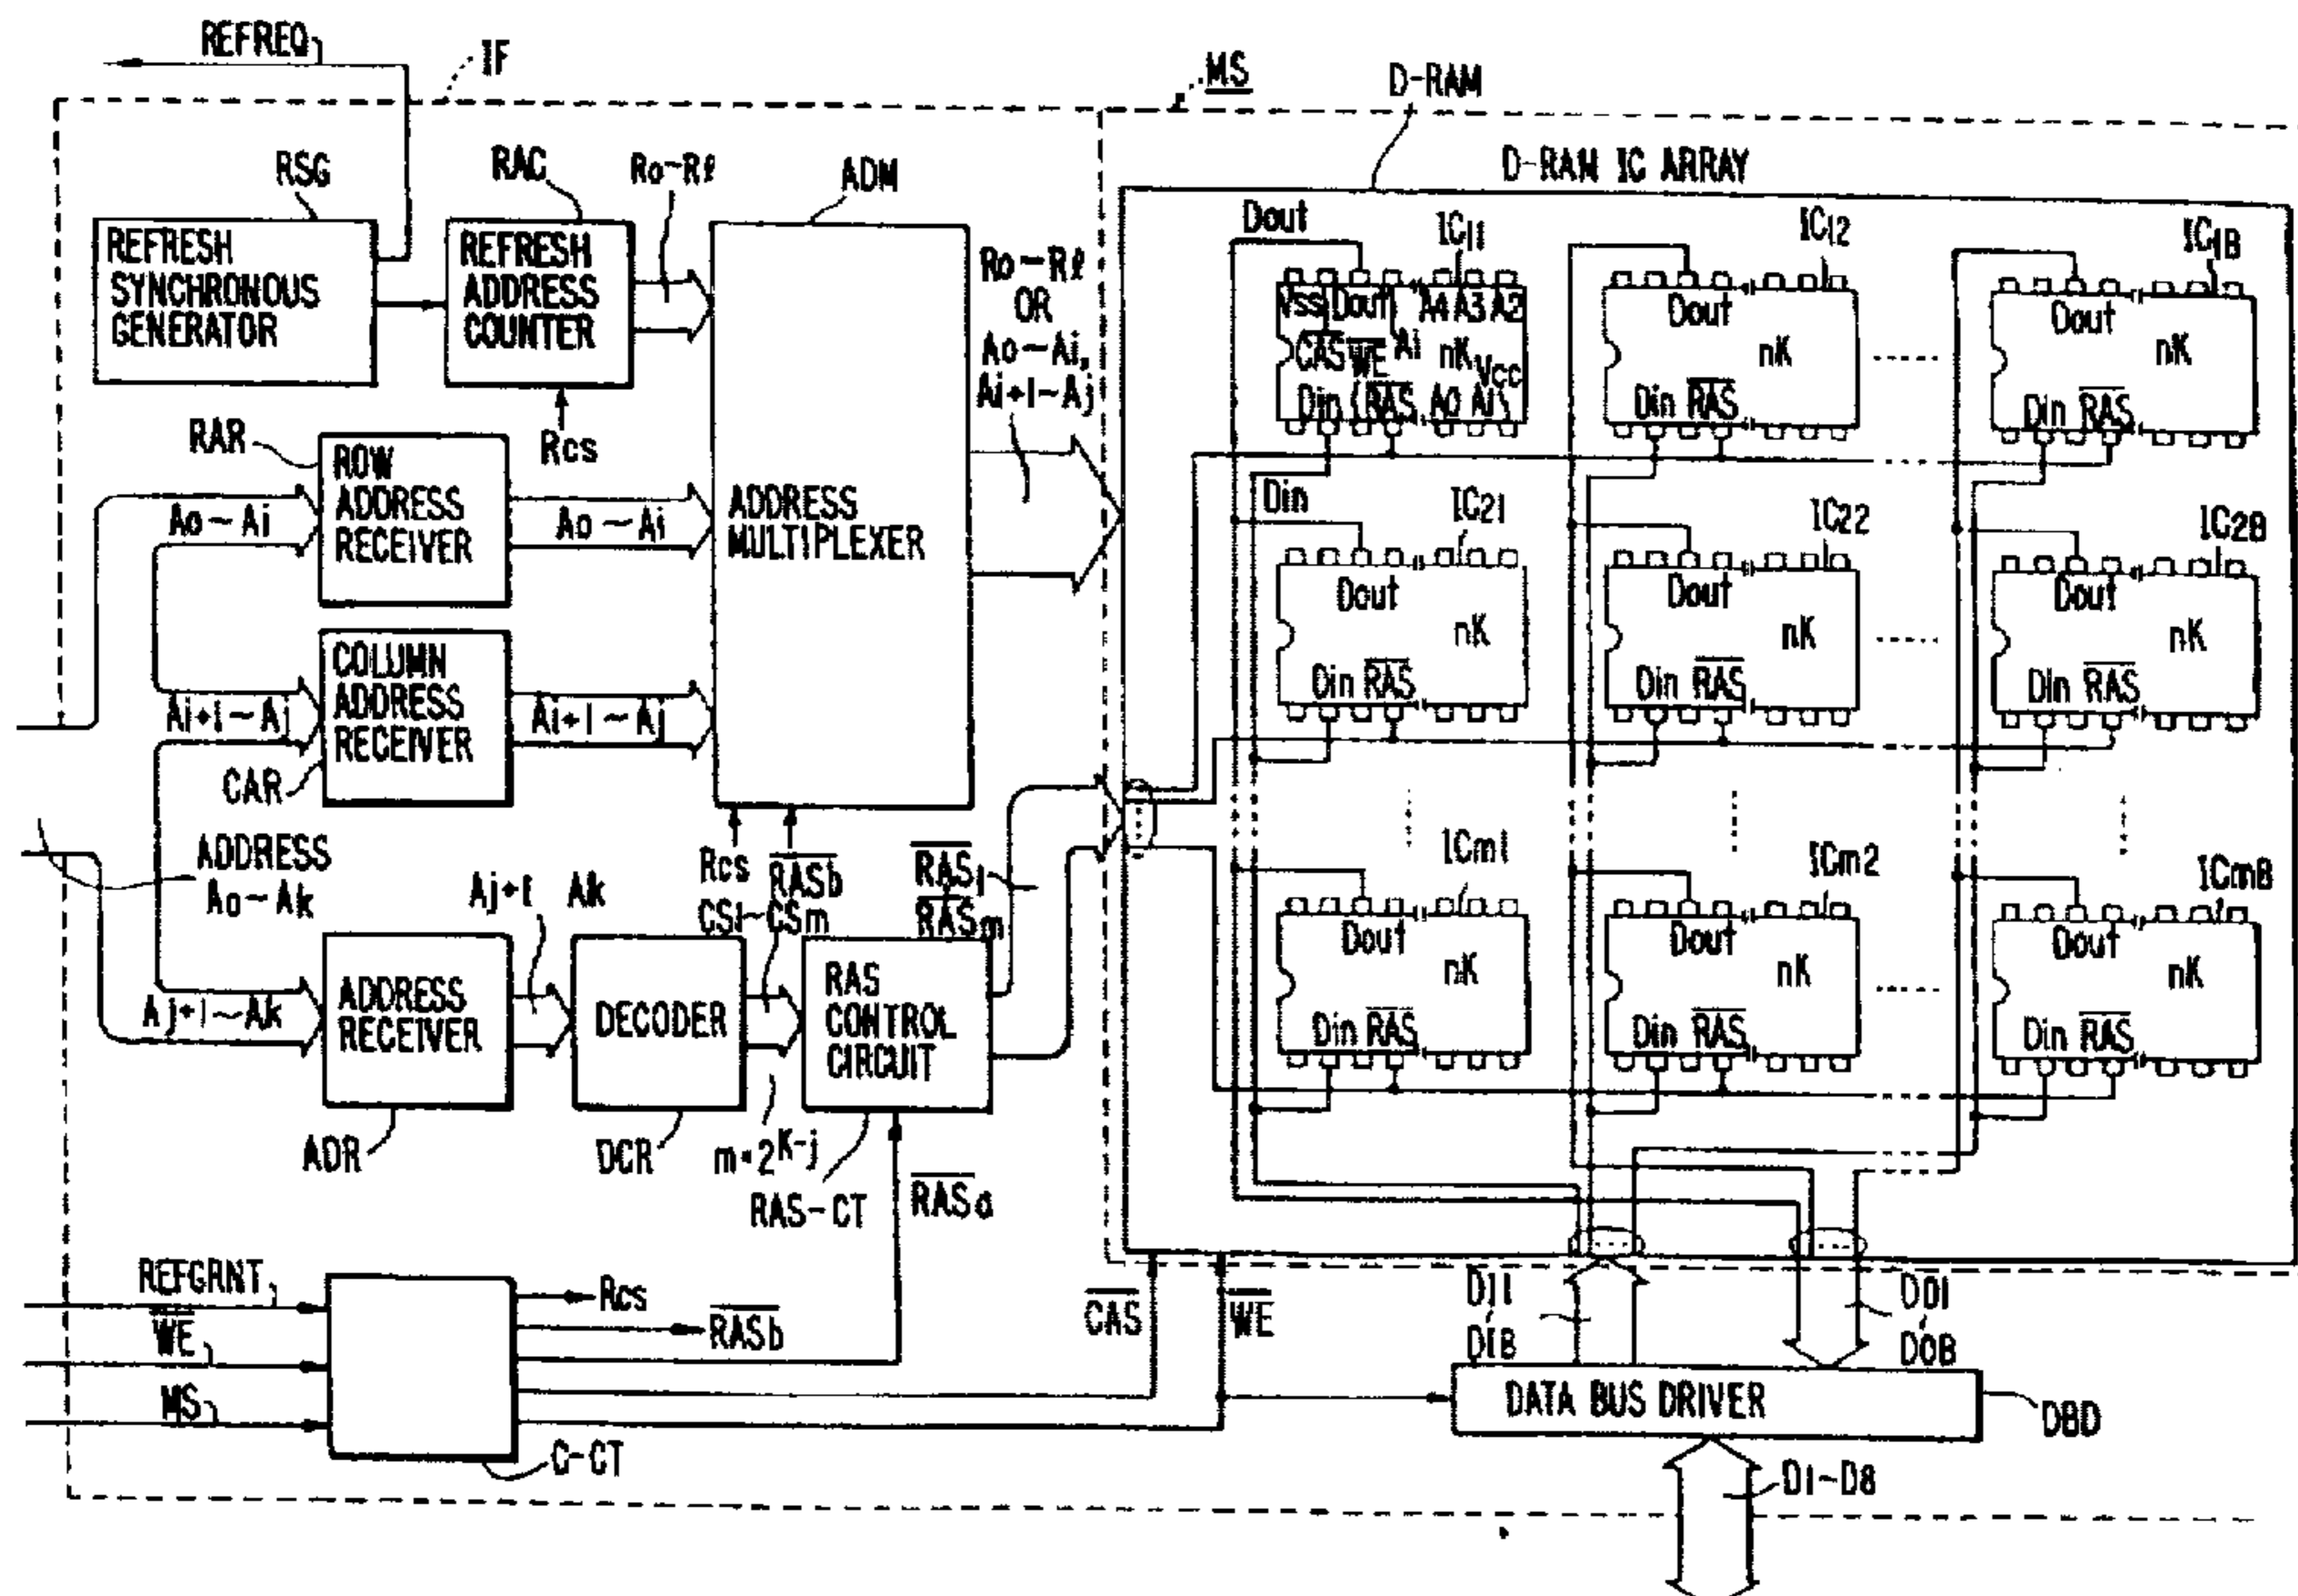 REFREQ
IF
MS
D-RAM
RSG
RAC
Ro~Rℓ
ADM
D-RAM IC ARRAY
REFRESH
SYNCHRONOUS
GENERATOR
REFRESH
ADDRESS
COUNTER
Rcs
Ro~Rℓ
OR
Ao~Ai,
Ai+1~Aj
RAR
ROW
ADDRESS
RECEIVER
Ao~Ai
Ao~Ai
ADDRESS
MULTIPLEXER
COLUMN
ADDRESS
RECEIVER
Ai+1~Aj
Ai+1~Aj
CAR
ADDRESS
Ao~Ak
Rcs
RASb
CS1~CSm
RAS1
RASm
Aj+1 Ak
Aj+1~Ak
ADDRESS
RECEIVER
DECODER
RAS
CONTROL
CIRCUIT
ADR
DCR
m=2K-j
RAS-CT
RASa
REFGRNT
WE
MS
C-CT
Rcs
RASb
CAS
WE
Dout
IC11
IC12
IC18
Vss Dout A4 A3 A2
CAS WE Ai nK Vcc
Din RAS A0 A1
Dout
nK
Din RAS
Dout
nK
Din RAS
Din
IC21
IC22
IC28
Dout
nK
Din RAS
Dout
nK
Din RAS
Dout
nK
Din RAS
ICm1
ICm2
ICm8
Dout
nK
Din RAS
Dout
nK
Din RAS
Dout
nK
Din RAS
DI1
DI8
DO1
DO8
DATA BUS DRIVER
DBD
D1~D8